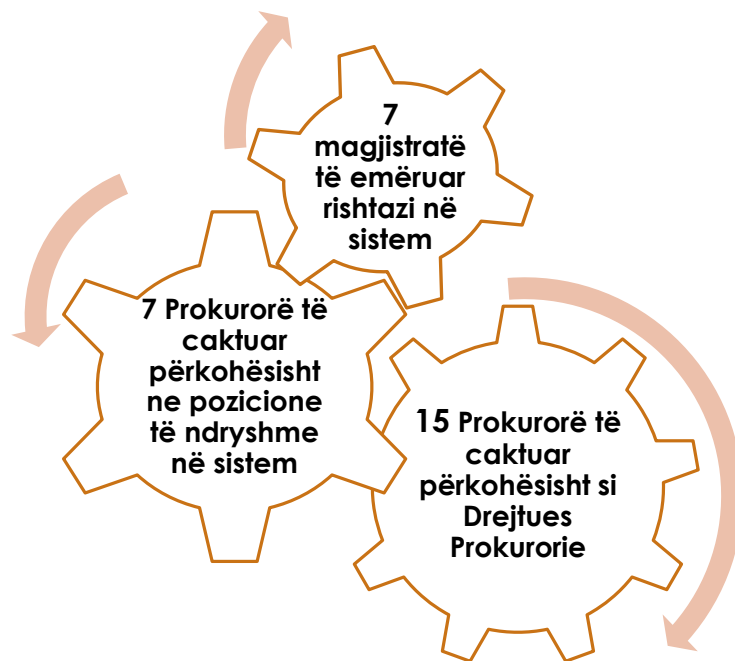 7
magjistratë
të emëruar
rishtazi në
sistem
7 Prokurorë të
caktuar
përkohësisht
ne pozicione
të ndryshme
në sistem
15 Prokurorë të
caktuar
përkohësisht si
Drejtues
Prokurorie